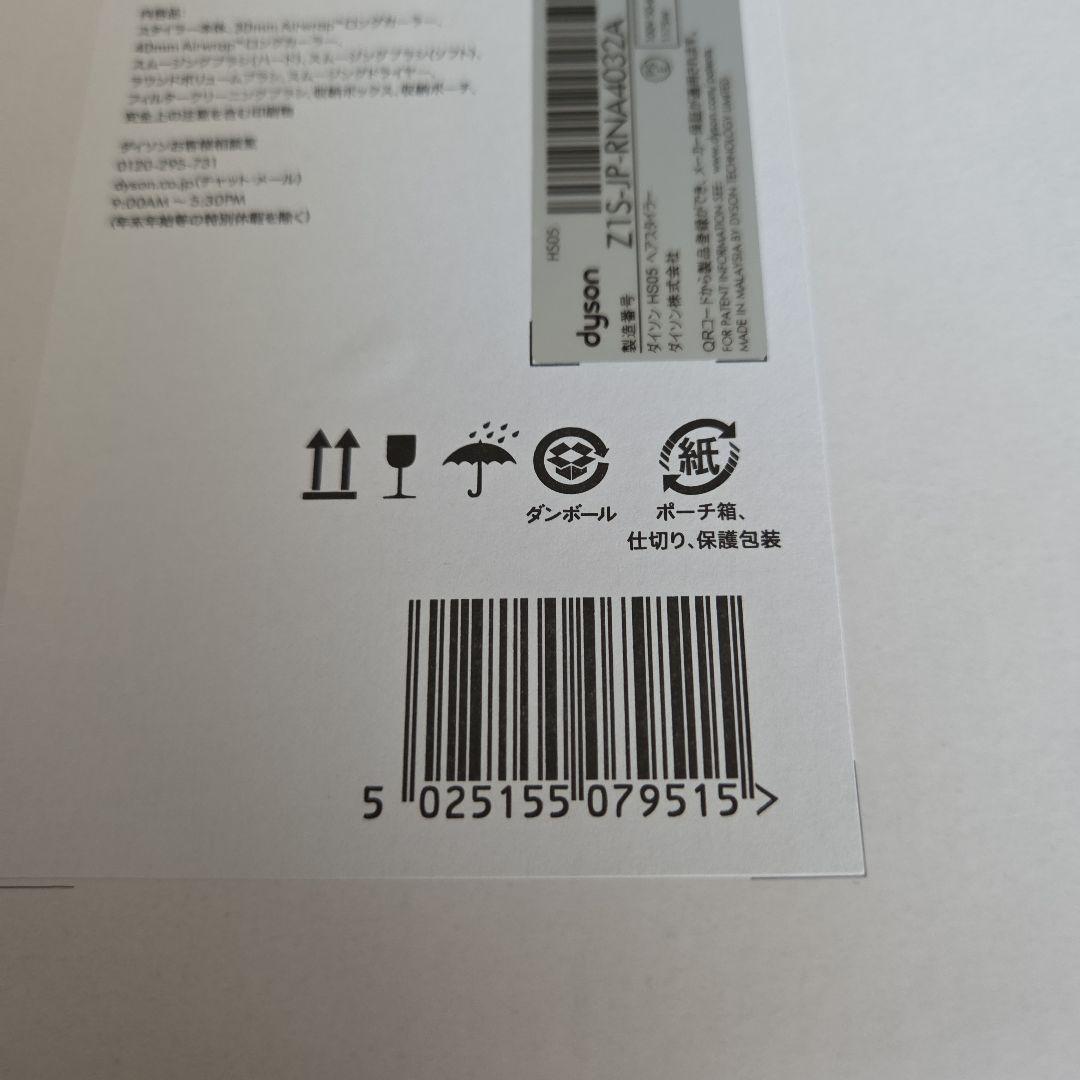 内容品:
スタイラー本体、30mm Airwrap™ロングカーラー、
40mm Airwrap™ロングカーラー、
スムージングブラシ(ハード)、スムージングブラシ(ソフト)、
ラウンドボリュームブラシ、スムージングドライヤー、
フィルタークリーニングブラシ、収納ボックス、収納ポーチ、
安全上の注意を含む印刷物
ダイソンお客様相談室
0120-295-731
dyson.co.jp(チャット・メール)
9:00AM ~ 5:30PM
(年末年始等の特別休暇を除く)
HS05
dyson
製造番号 Z1S-JP-RNA4032A
ダイソン HS05 ヘアスタイラー
ダイソン株式会社
QRコードから製品登録ができ、メーカー保証が適用されます。
FOR PATENT INFORMATION SEE: www.dyson.com/patents
MADE IN MALAYSIA BY DYSON TECHNOLOGY LIMITED
紙
ダンボール
ポーチ箱、
仕切り、保護包装
5 025155 079515 >